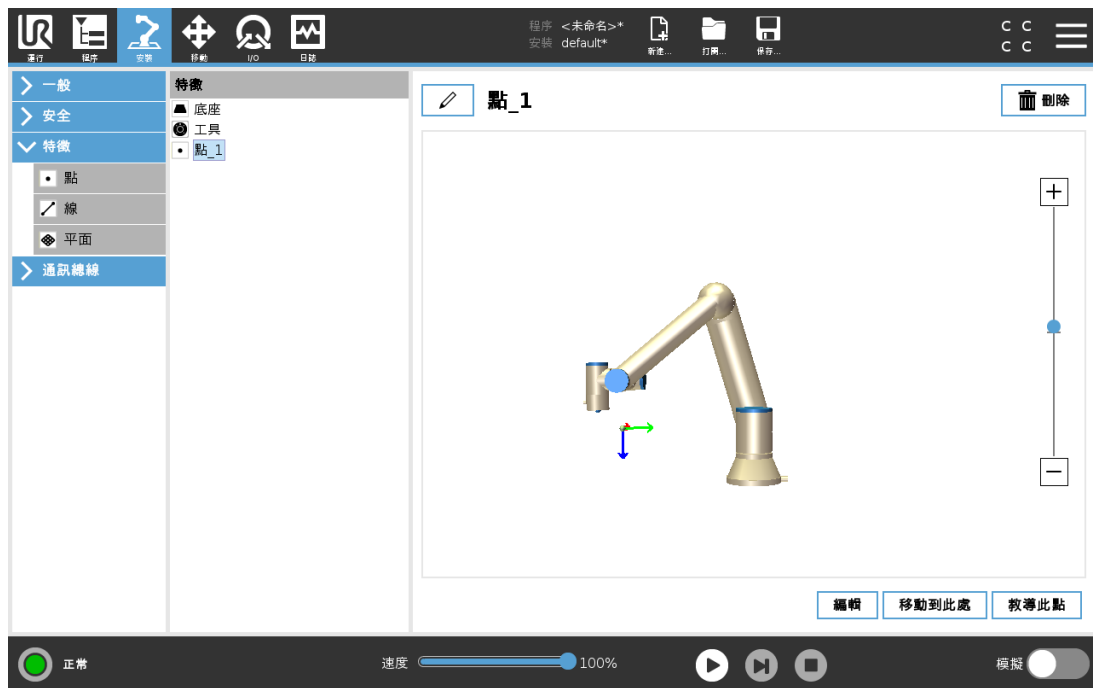 UR
運行
程序
安裝
移動
I/O
日誌
程序 <未命名>*
安裝 default*
新建...
打開...
保存...
C C
C C
一般
安全
特徵
點
線
平面
通訊總線
特徵
底座
工具
點_1
點_1
刪除
編輯
移動到此處
教導此點
正常
速度
100%
模擬